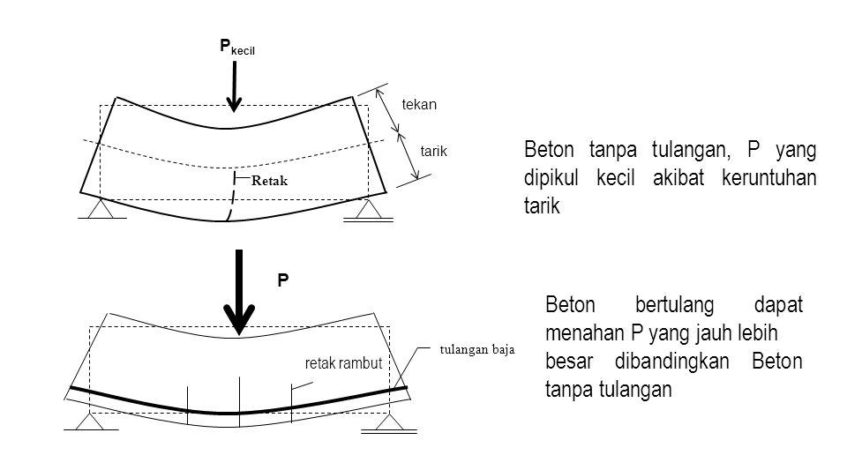 P kecil
tekan
tarik
Retak
Beton tanpa tulangan, P yang
dipikul kecil akibat keruntuhan
tarik
P
retak rambut
tulangan baja
Beton bertulang dapat
menahan P yang jauh lebih
besar dibandingkan Beton
tanpa tulangan